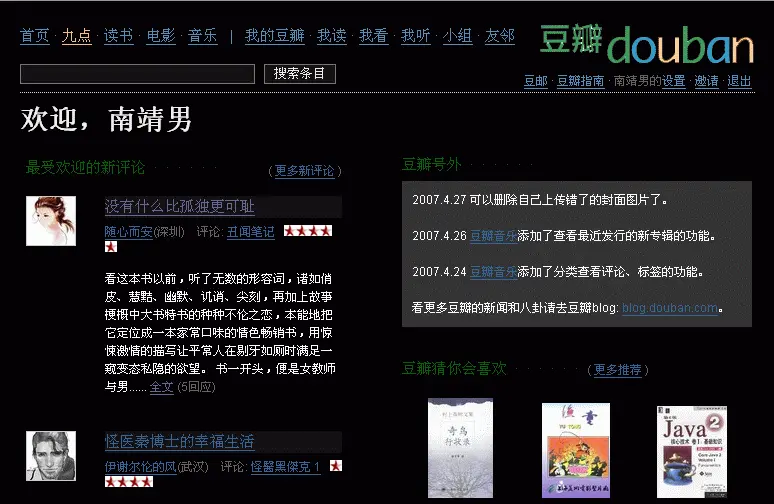 首页 · 九点 · 读书 · 电影 · 音乐 | 我的豆瓣 · 我读 · 我看 · 我听 · 小组 · 友邻
豆瓣 douban
搜索条目
豆邮 · 豆瓣指南 · 南靖男的设置 · 邀请 · 退出
欢迎，南靖男
最受欢迎的新评论 · · · · · ·
( 更多新评论 )
没有什么比孤独更可耻
随心而安(深圳) 评论: 丑闻笔记
看这本书以前，听了无数的形容词，诸如俏
皮、慧黠、幽默、讥诮、尖刻，再加上故事
梗概中大书特书的种种不伦之恋，本能地把
它定位成一本家常口味的情色畅销书，用惊
悚激情的描写让平常人在剔牙如厕时满足一
窥变态私隐的欲望。 书一开头，便是女教师
与男...... 全文 (5回应)
怪医秦博士的幸福生活
伊谢尔伦的风(武汉) 评论: 怪醫黑傑克 1
豆瓣号外 · · · · · ·
2007.4.27 可以删除自己上传错了的封面图片了。
2007.4.26 豆瓣音乐添加了查看最近发行的新专辑的功能。
2007.4.24 豆瓣音乐添加了分类查看评论、标签的功能。
看更多豆瓣的新闻和八卦请去豆瓣blog: blog.douban.com。
豆瓣猜你会喜欢 · · · · · · ( 更多推荐 )
村上春树文集
奇鸟
行状录
渔童
YU TONG
Java 2
核心技术 卷I：基础知识